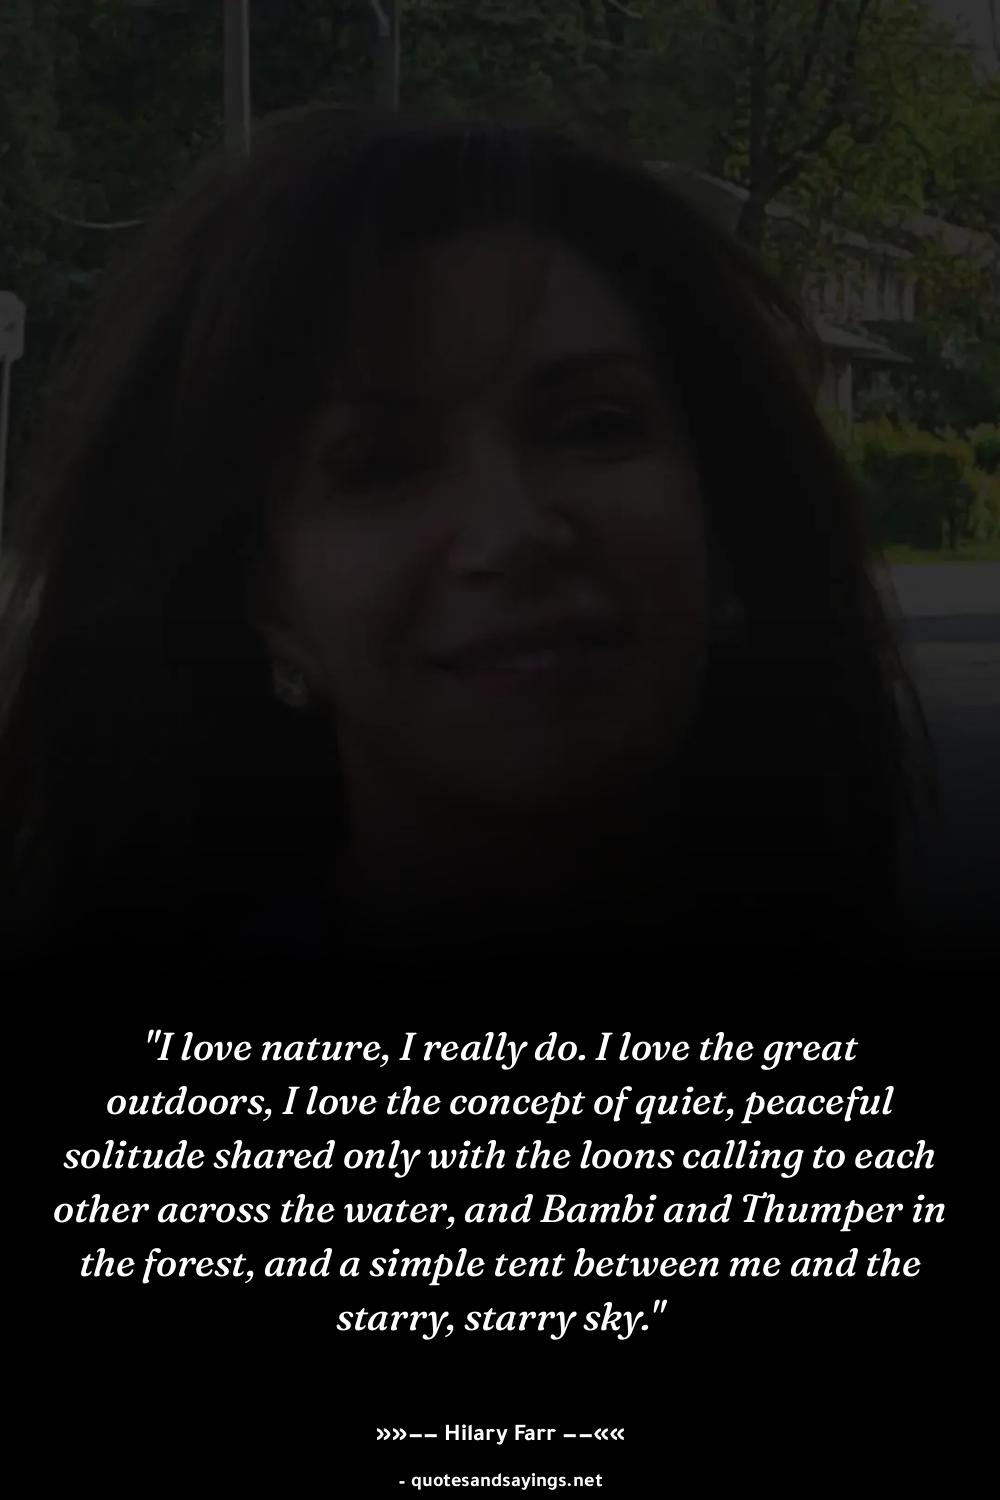 "I love nature, I really do. I love the great
outdoors, I love the concept of quiet, peaceful
solitude shared only with the loons calling to each
other across the water, and Bambi and Thumper in
the forest, and a simple tent between me and the
starry, starry sky."
»»−− Hilary Farr −−««
- quotesandsayings.net